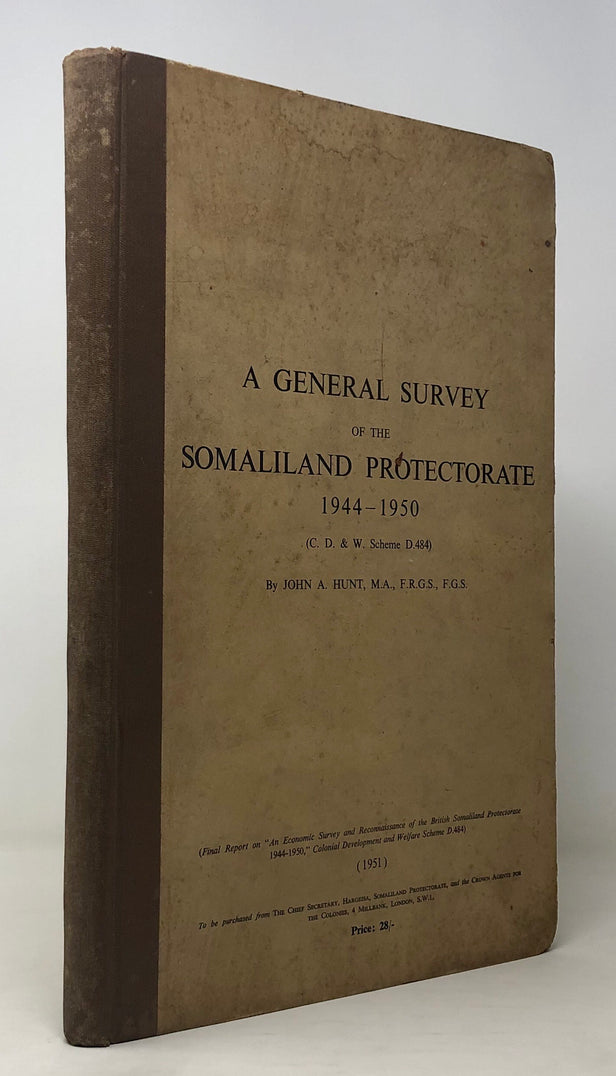 A GENERAL SURVEY
OF THE
SOMALILAND PROTECTORATE
1944–1950
(C. D. & W. Scheme D.484)
By JOHN A. HUNT, M.A., F.R.G.S., F.G.S.
(Final Report on "An Economic Survey and Reconnaissance of the British Somaliland Protectorate
1944-1950," Colonial Development and Welfare Scheme D.484)
(1951)
To be purchased from THE CHIEF SECRETARY, HARGEISA, SOMALILAND PROTECTORATE, and the CROWN AGENTS FOR
THE COLONIES, 4 MILLBANK, LONDON, S.W.1.
Price: 28/-